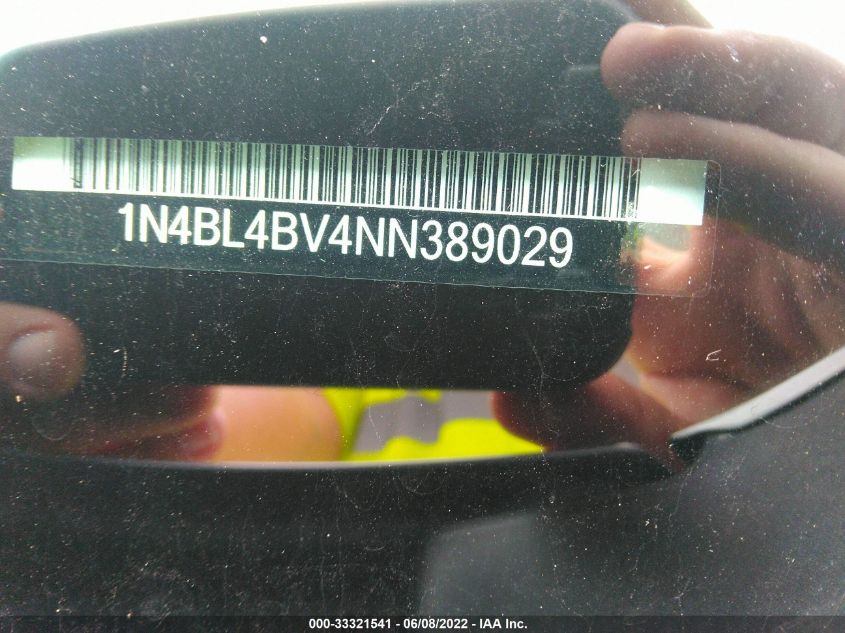 1N4BL4BV4NN389029
000-33321541 - 06/08/2022 - IAA Inc.